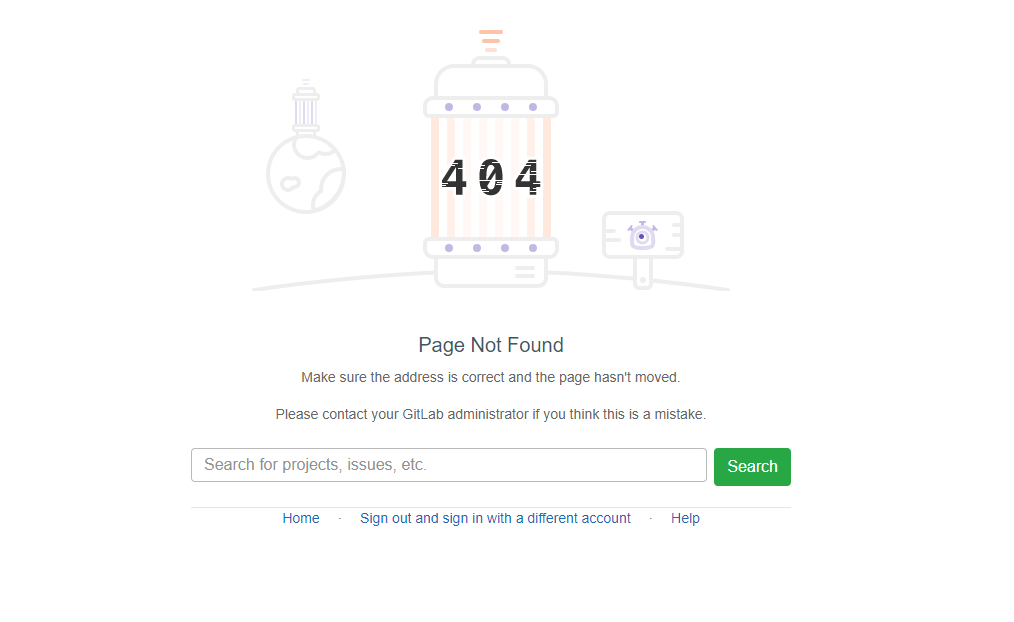 404
Page Not Found
Make sure the address is correct and the page hasn't moved.
Please contact your GitLab administrator if you think this is a mistake.
Search for projects, issues, etc.
Search
Home · Sign out and sign in with a different account · Help